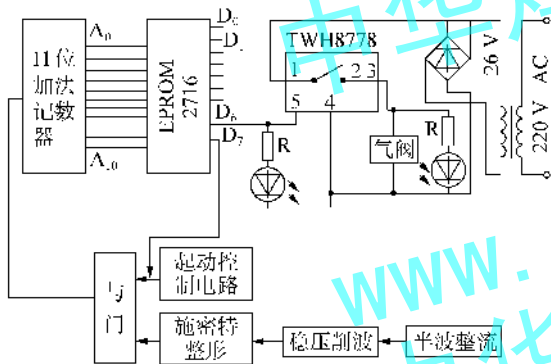 11位
加法
记数
器
A₀
A₁₀
EPROM
2716
D₀
D₁
D₆
D₇
R
TWH8778
1
2 3
5
4
气阀
R
26 V
220 V AC
与
门
起动控
制电路
施密特
整形
稳压削波
半波整流
www.